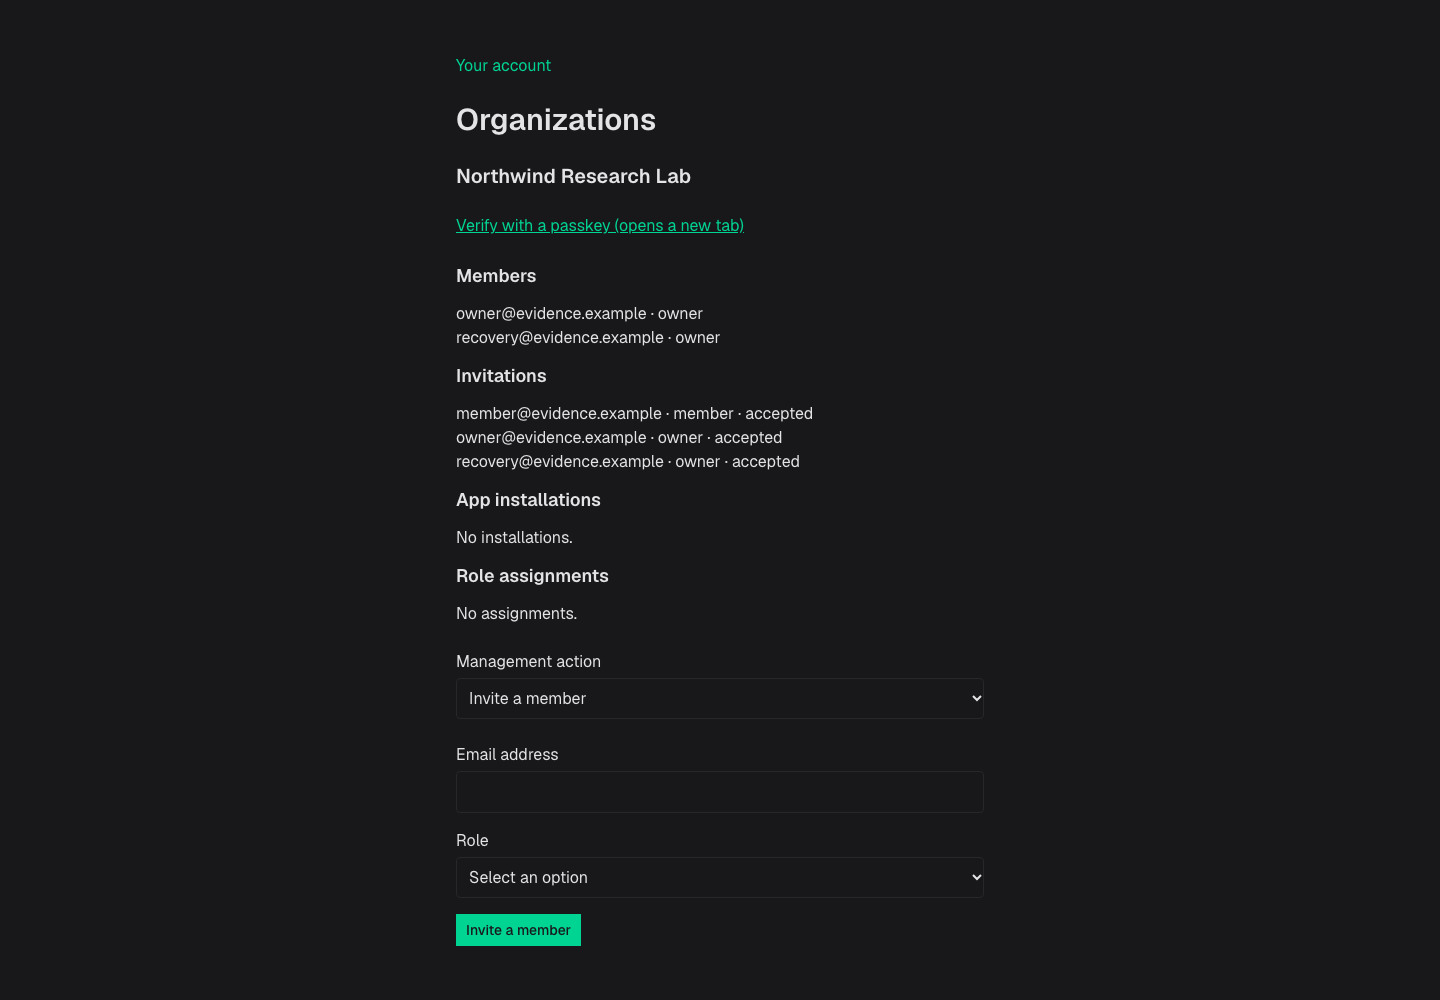 Your account
Organizations
Northwind Research Lab
Verify with a passkey (opens a new tab)
Members
owner@evidence.example · owner
recovery@evidence.example · owner
Invitations
member@evidence.example · member · accepted
owner@evidence.example · owner · accepted
recovery@evidence.example · owner · accepted
App installations
No installations.
Role assignments
No assignments.
Management action
Invite a member
Email address
Role
Select an option
Invite a member